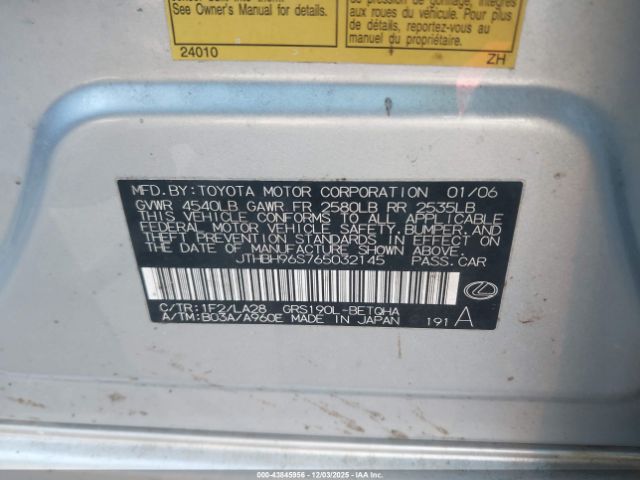 See Owner's Manual for details.
24010
de pression de gonflage, intégrés
aux roues du véhicule. Pour plus
de détails, reportez-vous au
manuel du propriétaire.
ZH
MFD.BY:TOYOTA MOTOR CORPORATION 01/06
GVWR 4540LB GAWR FR 2580LB RR 2535LB
THIS VEHICLE CONFORMS TO ALL APPLICABLE
FEDERAL MOTOR VEHICLE SAFETY,BUMPER, AND
THEFT PREVENTION STANDARDS IN EFFECT ON
THE DATE OF MANUFACTURE SHOWN ABOVE.
JTHBH96S765032145 PASS.CAR
C/TR:1F2/LA28 GRS190L-BETQHA
A/TM:B03A/A960E MADE IN JAPAN 191A
000-43845956 - 12/03/2025 - IAAI.COM